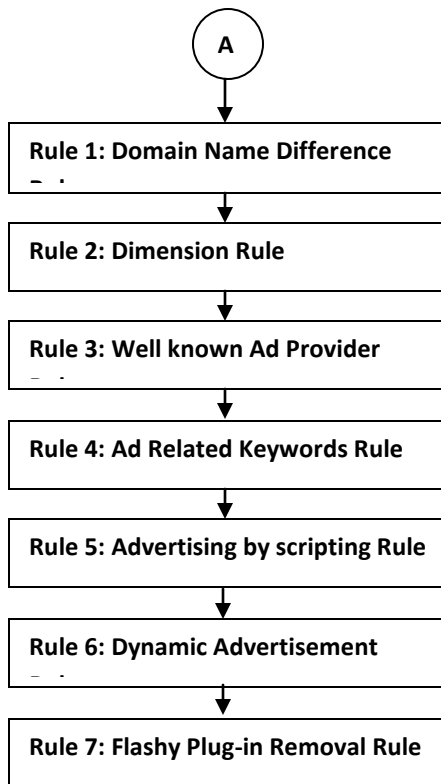 A
Rule 1: Domain Name Difference
Rule 2: Dimension Rule
Rule 3: Well known Ad Provider
Rule 4: Ad Related Keywords Rule
Rule 5: Advertising by scripting Rule
Rule 6: Dynamic Advertisement
Rule 7: Flashy Plug-in Removal Rule